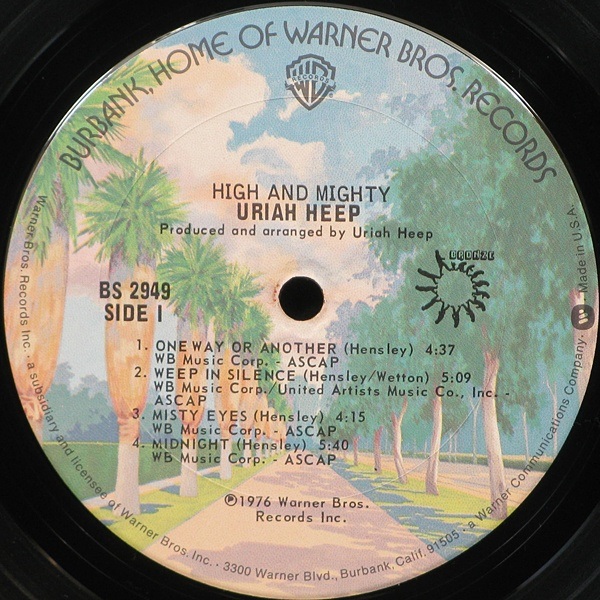 BURBANK, HOME OF WARNER BROS. RECORDS
RECORDS
WB
HIGH AND MIGHTY
URIAH HEEP
Produced and arranged by Uriah Heep
BRONZE
BS 2949
SIDE 1
1. ONE WAY OR ANOTHER (Hensley) 4:37
WB Music Corp. - ASCAP
2. WEEP IN SILENCE (Hensley/Wetton) 5:09
WB Music Corp./United Artists Music Co., Inc. -
ASCAP
3. MISTY EYES (Hensley) 4:15
WB Music Corp. - ASCAP
4. MIDNIGHT (Hensley) 5:40
WB Music Corp. - ASCAP
℗1976 Warner Bros.
Records Inc.
Warner Bros. Records Inc. · a subsidiary and licensee of Warner Bros. Inc. · 3300 Warner Blvd., Burbank, Calif. 91505 · a Warner Communications Company · Made in U.S.A.